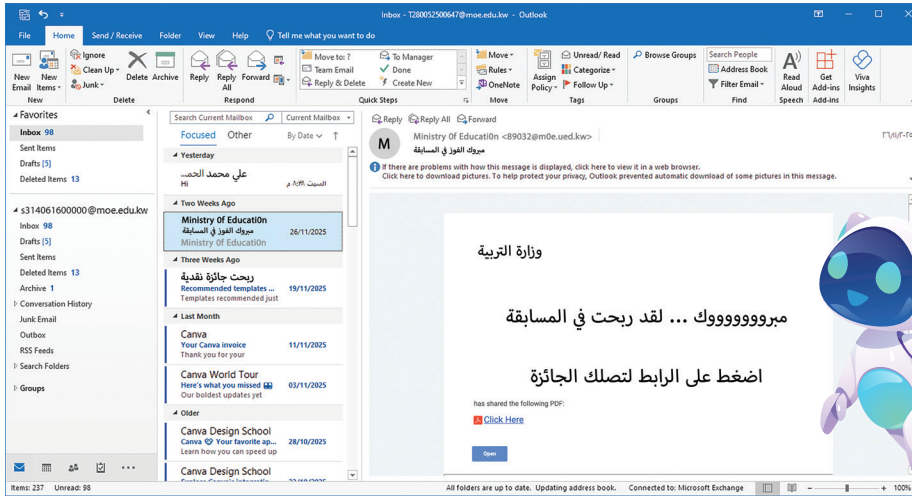 Inbox - T280052500647@moe.edu.kw - Outlook
File Home Send / Receive Folder View Help Tell me what you want to do
New Email
New Items
Ignore
Clean Up
Junk
Delete
Archive
Reply
Reply All
Forward
Move to: ?
Team Email
Reply & Delete
To Manager
Done
Create New
Move
Rules
OneNote
Assign Policy
Unread/ Read
Categorize
Follow Up
Browse Groups
Search People
Address Book
Filter Email
Read Aloud
Get Add-ins
Viva Insights
New Delete Respond Quick Steps Move Tags Groups Find Speech Add-ins
Favorites
Inbox 98
Sent Items
Drafts [5]
Deleted Items 13
s314061600000@moe.edu.kw
Inbox 98
Drafts [5]
Sent Items
Deleted Items 13
Archive 1
Conversation History
Junk Email
Outbox
RSS Feeds
Search Folders
Groups
Search Current Mailbox Current Mailbox
Focused Other By Date
Yesterday
علي محمد الحمـ...
Hi السبت
Two Weeks Ago
Ministry 0f Educati0n
مبروك الفوز في المسابقة 26/11/2025
Ministry 0f Educati0n
Three Weeks Ago
ربحت جائزة نقدية
Recommended templates ... 19/11/2025
Templates recommended just
Last Month
Canva
Your Canva invoice 11/11/2025
Thank you for your
Canva World Tour
Here's what you missed 03/11/2025
Our boldest updates yet
Older
Canva Design School
Canva Your favorite ap... 28/10/2025
Learn how you can speed up
Canva Design School
Reply Reply All Forward
M
Ministry 0f Educati0n <89032@m0e.ued.kw>
مبروك الفوز في المسابقة
If there are problems with how this message is displayed, click here to view it in a web browser.
Click here to download pictures. To help protect your privacy, Outlook prevented automatic download of some pictures in this message.
وزارة التربية
مبرووووووك ... لقد ربحت في المسابقة
اضغط على الرابط لتصلك الجائزة
has shared the following PDF:
Click Here
Open
Items: 237 Unread: 98 All folders are up to date. Updating address book. Connected to: Microsoft Exchange 100%